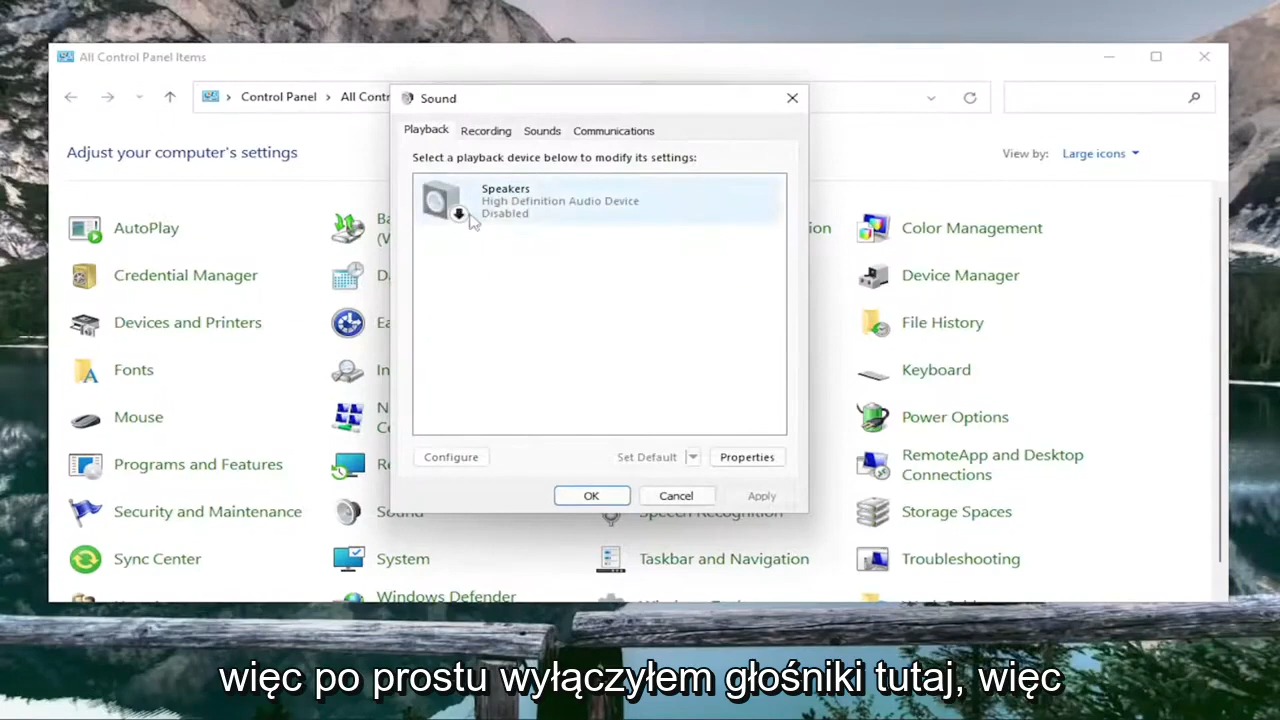 All Control Panel Items
Control Panel
All Contr
Sound
Playback
Recording
Sounds
Communications
Select a playback device below to modify its settings:
Speakers
High Definition Audio Device
Disabled
Configure
Set Default
Properties
OK
Cancel
Apply
Adjust your computer's settings
View by:
Large icons
AutoPlay
Color Management
Credential Manager
Device Manager
Devices and Printers
File History
Fonts
Keyboard
Mouse
Power Options
Programs and Features
RemoteApp and Desktop
Connections
Security and Maintenance
Sound
Speech Recognition
Storage Spaces
Sync Center
System
Taskbar and Navigation
Troubleshooting
Windows Defender
więc po prostu wyłączyłem głośniki tutaj, więc